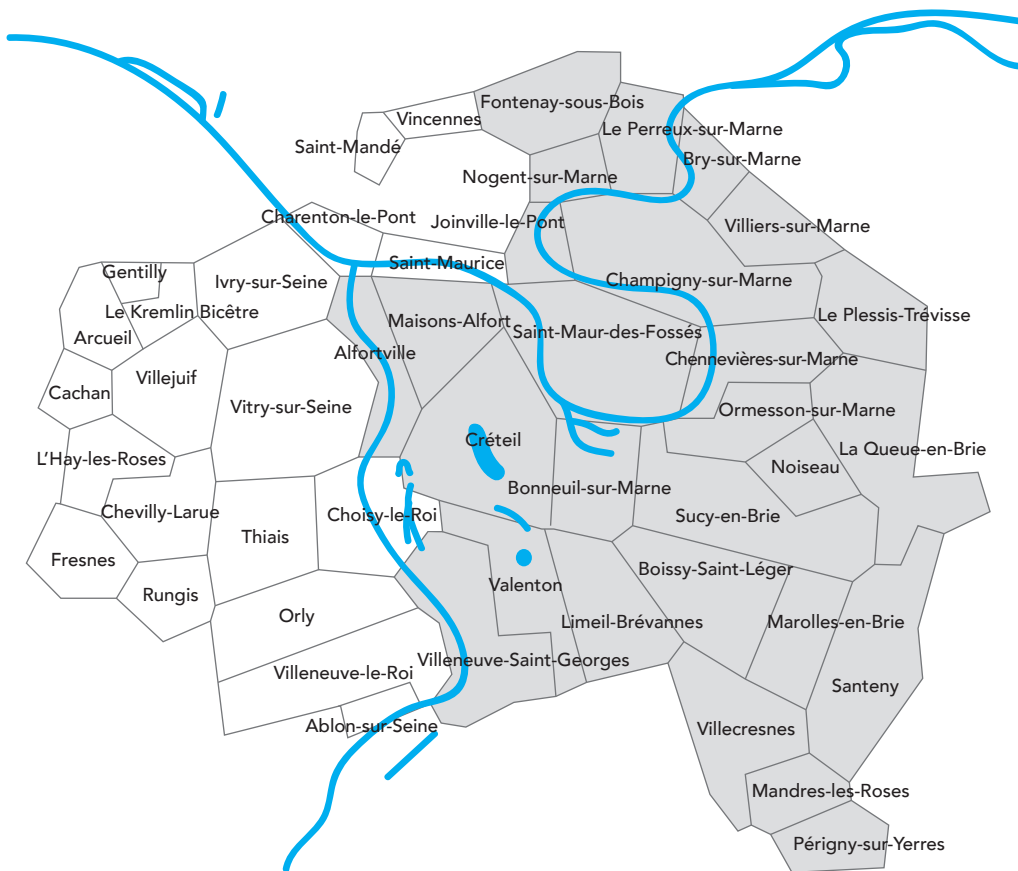 Fontenay-sous-Bois
Vincennes
Le Perreux-sur-Marne
Saint-Mandé
Bry-sur-Marne
Nogent-sur-Marne
Charenton-le-Pont
Joinville-le-Pont
Villiers-sur-Marne
Saint-Maurice
Gentilly
Ivry-sur-Seine
Champigny-sur-Marne
Le Kremlin Bicêtre
Le Plessis-Trévisse
Maisons-Alfort
Saint-Maur-des-Fossés
Arcueil
Alfortville
Chennevières-sur-Marne
Villejuif
Cachan
Vitry-sur-Seine
Ormesson-sur-Marne
Créteil
La Queue-en-Brie
L'Hay-les-Roses
Noiseau
Bonneuil-sur-Marne
Chevilly-Larue
Choisy-le-Roi
Sucy-en-Brie
Thiais
Fresnes
Boissy-Saint-Léger
Valenton
Rungis
Orly
Limeil-Brévannes
Marolles-en-Brie
Villeneuve-Saint-Georges
Villeneuve-le-Roi
Santeny
Ablon-sur-Seine
Villecresnes
Mandres-les-Roses
Périgny-sur-Yerres